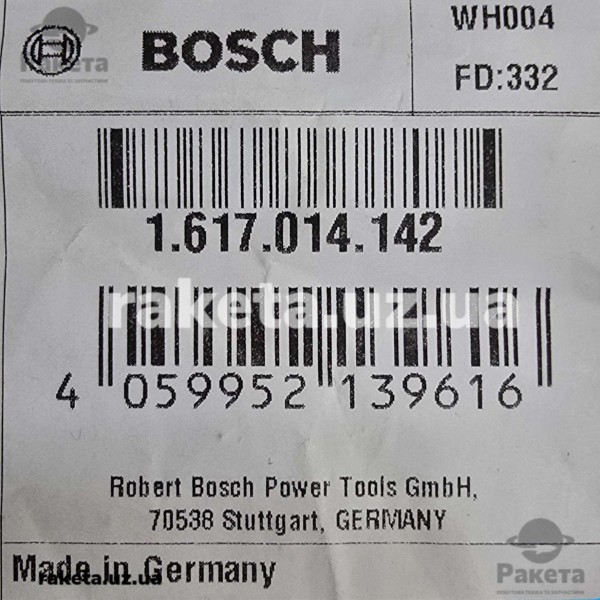 BOSCH
WH004
FD:332
1.617.014.142
raketa.uz.ua
4 059952 139616
Robert Bosch Power Tools GmbH,
70538 Stuttgart, GERMANY
Made in Germany
raketa.uz.ua
Ракета
Ракета